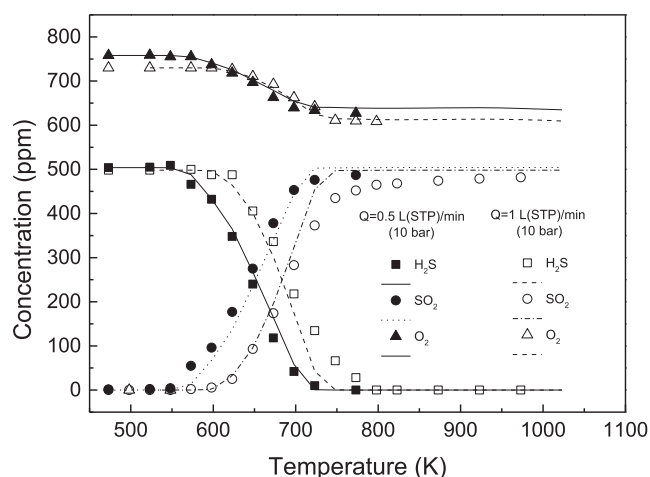 800
700
600
500
400
300
200
100
0
Concentration (ppm)
Q=0.5 L(STP)/min
(10 bar)
Q=1 L(STP)/min
(10 bar)
H₂S
H₂S
SO₂
SO₂
O₂
O₂
500 600 700 800 900 1000 1100
Temperature (K)